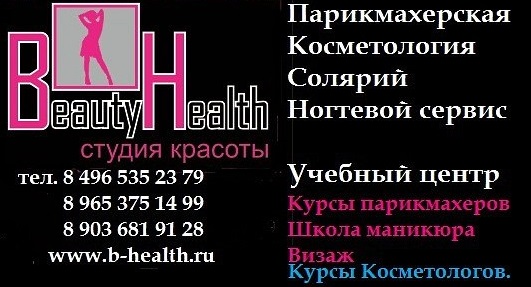 Beauty Health
студия красоты
тел. 8 496 535 23 79
8 965 375 14 99
8 903 681 91 28
www.b-health.ru
Парикмахерская
Косметология
Солярий
Ногтевой сервис
Учебный центр
Курсы парикмахеров
Школа маникюра
Визаж
Курсы Косметологов.